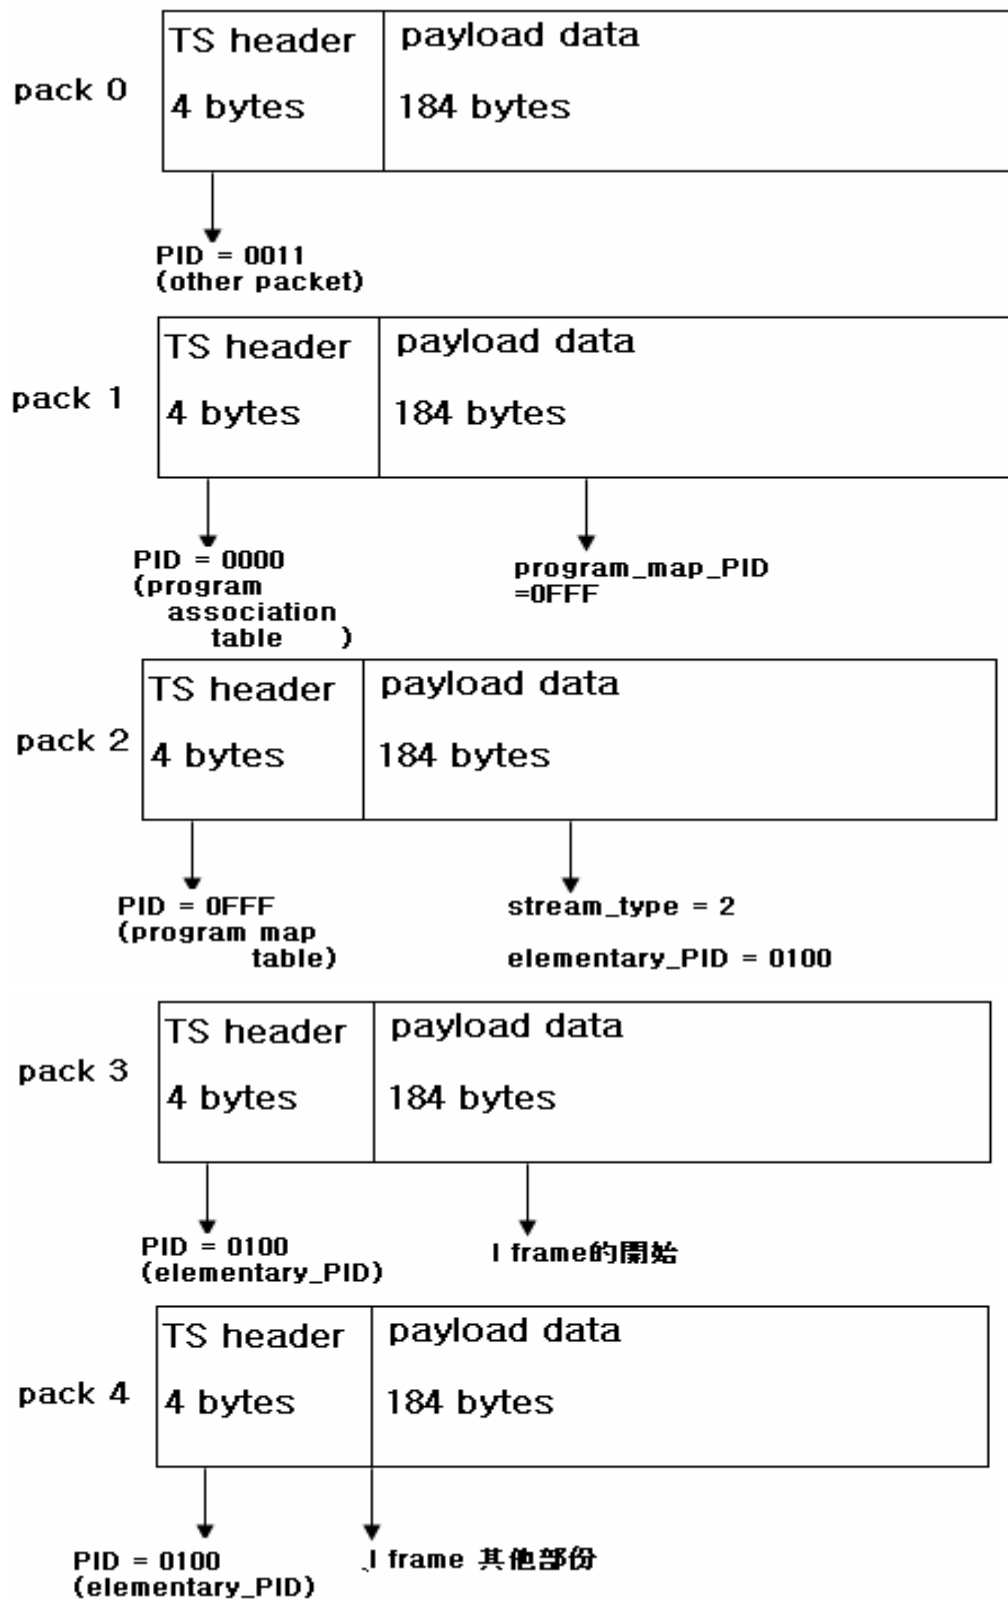 TS header
payload data
pack 0
4 bytes
184 bytes
PID = 0011
(other packet)
TS header
payload data
pack 1
4 bytes
184 bytes
PID = 0000
(program
association
table )
program_map_PID
=0FFF
TS header
payload data
pack 2
4 bytes
184 bytes
PID = 0FFF
(program map
table)
stream_type = 2
elementary_PID = 0100
TS header
payload data
pack 3
4 bytes
184 bytes
PID = 0100
(elementary_PID)
I frame的開始
TS header
payload data
pack 4
4 bytes
184 bytes
PID = 0100
(elementary_PID)
I frame 其他部份